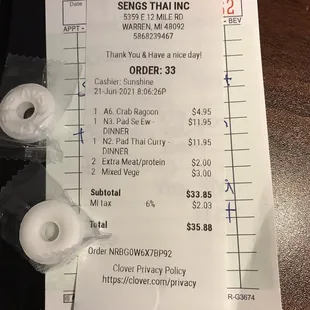 Date
APPT -
- BEV
SENGS THAI INC
5359 E 12 MILE RD
WARREN, MI 48092
5868239467
Thank You & Have a nice day!
ORDER: 33
Cashier: Sunshine
21-Jun-2021 8:06:26P
1 A6. Crab Ragoon $4.95
1 N3. Pad Se Ew - DINNER $11.95
1 N2. Pad Thai Curry - DINNER $11.95
2 Extra Meat/protein $2.00
2 Mixed Vege $3.00
Subtotal $33.85
MI tax 6% $2.03
Total $35.88
Order NRBG0W6X7BP92
Clover Privacy Policy
https://clover.com/privacy
R-G3674